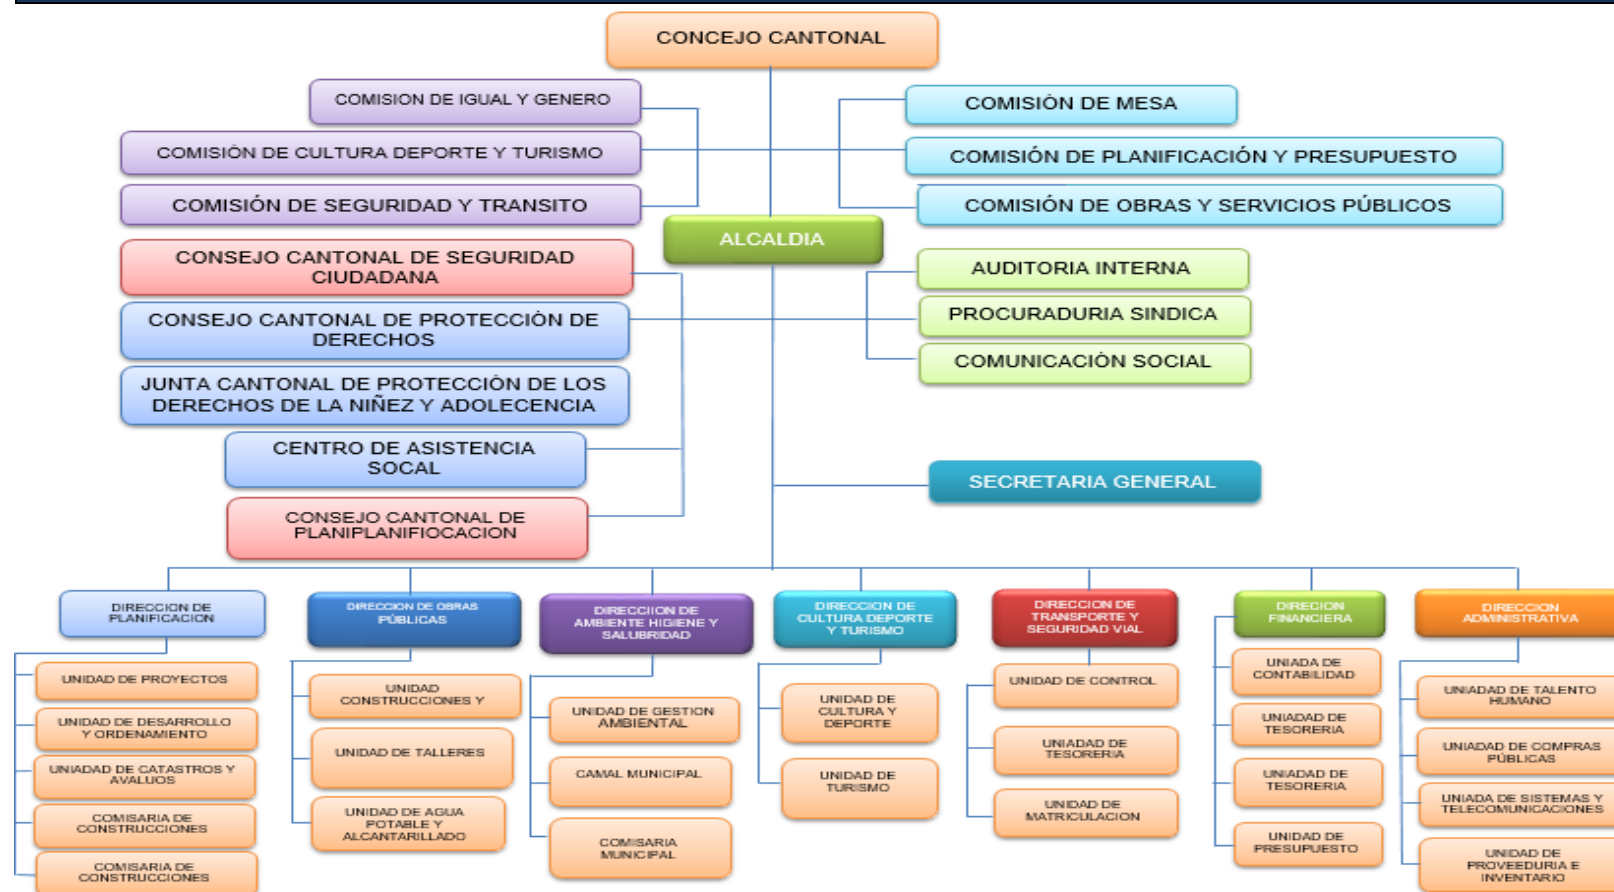 CONCEJO CANTONAL
COMISION DE IGUAL Y GENERO
COMISIÓN DE CULTURA DEPORTE Y TURISMO
COMISIÓN DE SEGURIDAD Y TRANSITO
COMISIÓN DE MESA
COMISIÓN DE PLANIFICACIÓN Y PRESUPUESTO
COMISIÓN DE OBRAS Y SERVICIOS PÚBLICOS
ALCALDIA
CONSEJO CANTONAL DE SEGURIDAD
CIUDADANA
CONSEJO CANTONAL DE PROTECCIÓN DE
DERECHOS
JUNTA CANTONAL DE PROTECCIÓN DE LOS
DERECHOS DE LA NIÑEZ Y ADOLECENCIA
CENTRO DE ASISTENCIA
SOCAL
CONSEJO CANTONAL DE
PLANIPLANIFIOCACION
AUDITORIA INTERNA
PROCURADURIA SINDICA
COMUNICACIÓN SOCIAL
SECRETARIA GENERAL
DIRECCION DE
PLANIFICACION
UNIDAD DE PROYECTOS
UNIDAD DE DESARROLLO
Y ORDENAMIENTO
UNIADAD DE CATASTROS Y
AVALUOS
COMISARIA DE
CONSTRUCCIONES
COMISARIA DE
CONSTRUCCIONES
DIRECCION DE OBRAS
PÚBLICAS
UNIDAD
CONSTRUCCIONES Y
UNIDAD DE TALLERES
UNIDAD DE AGUA
POTABLE Y
ALCANTARILLADO
DIRECCIION DE
AMBIENTE HIGIENE Y
SALUBRIDAD
UNIDAD DE GESTION
AMBIENTAL
CAMAL MUNICIPAL
COMISARIA
MUNICIPAL
DIRECCION DE
CULTURA DEPORTE
Y TURISMO
UNIDAD DE
CULTURA Y
DEPORTE
UNIDAD DE
TURISMO
DIRECCION DE
TRANSPORTE Y
SEGURIDAD VIAL
UNIDAD DE CONTROL
UNIADAD DE
TESORERIA
UNIDAD DE
MATRICULACION
DIRECION
FINANCIERA
UNIADA DE
CONTABILIDAD
UNIADAD DE
TESORERIA
UNIADAD DE
TESORERIA
UNIDAD DE
PRESUPUESTO
DIRECCION
ADMINISTRATIVA
UNIADAD DE TALENTO
HUMANO
UNIADAD DE COMPRAS
PÚBLICAS
UNIADA DE SISTEMAS Y
TELECOMUNICACIONES
UNIDAD DE
PROVEEDURIA E
INVENTARIO